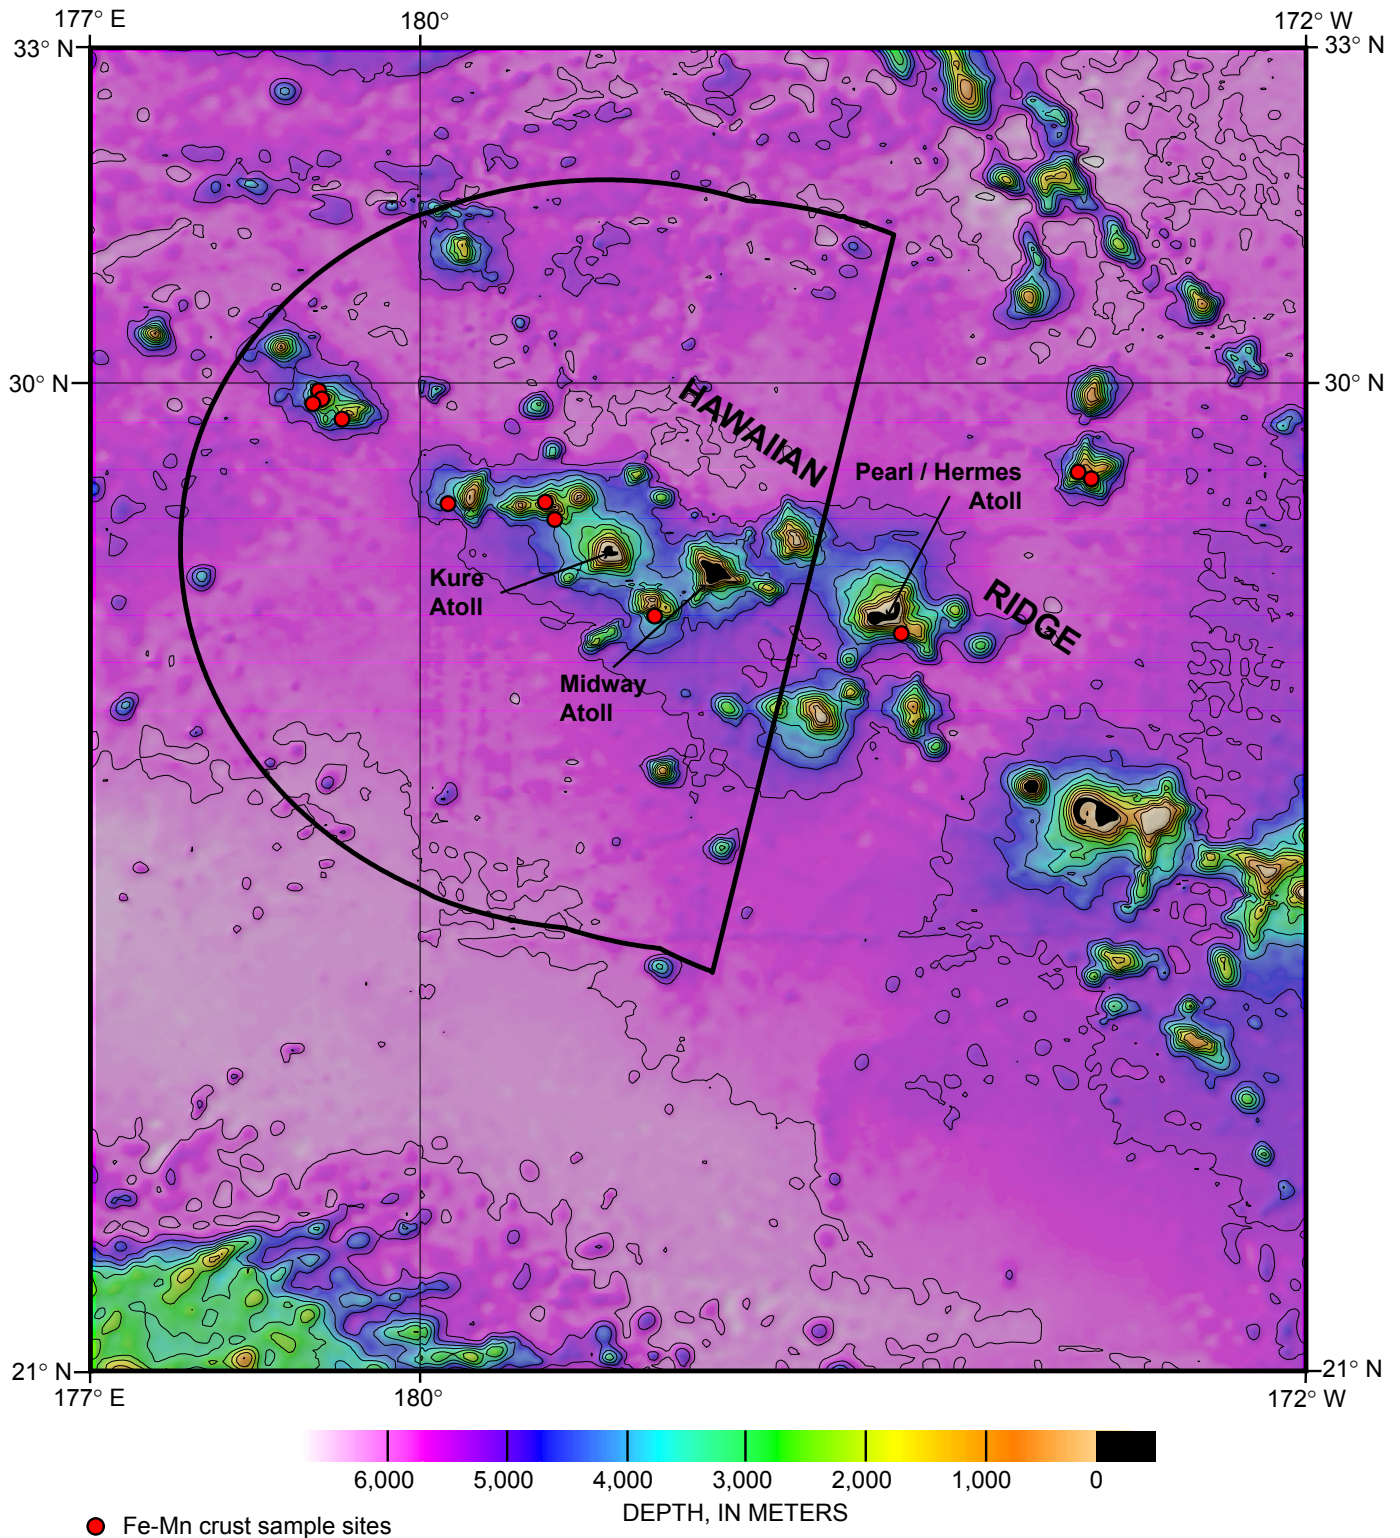 177° E
180°
172° W
33° N
33° N
30° N
30° N
HAWAIIAN
Pearl / Hermes
Atoll
Kure
Atoll
RIDGE
Midway
Atoll
21° N
21° N
177° E
180°
172° W
6,000
5,000
4,000
3,000
2,000
1,000
0
DEPTH, IN METERS
Fe-Mn crust sample sites